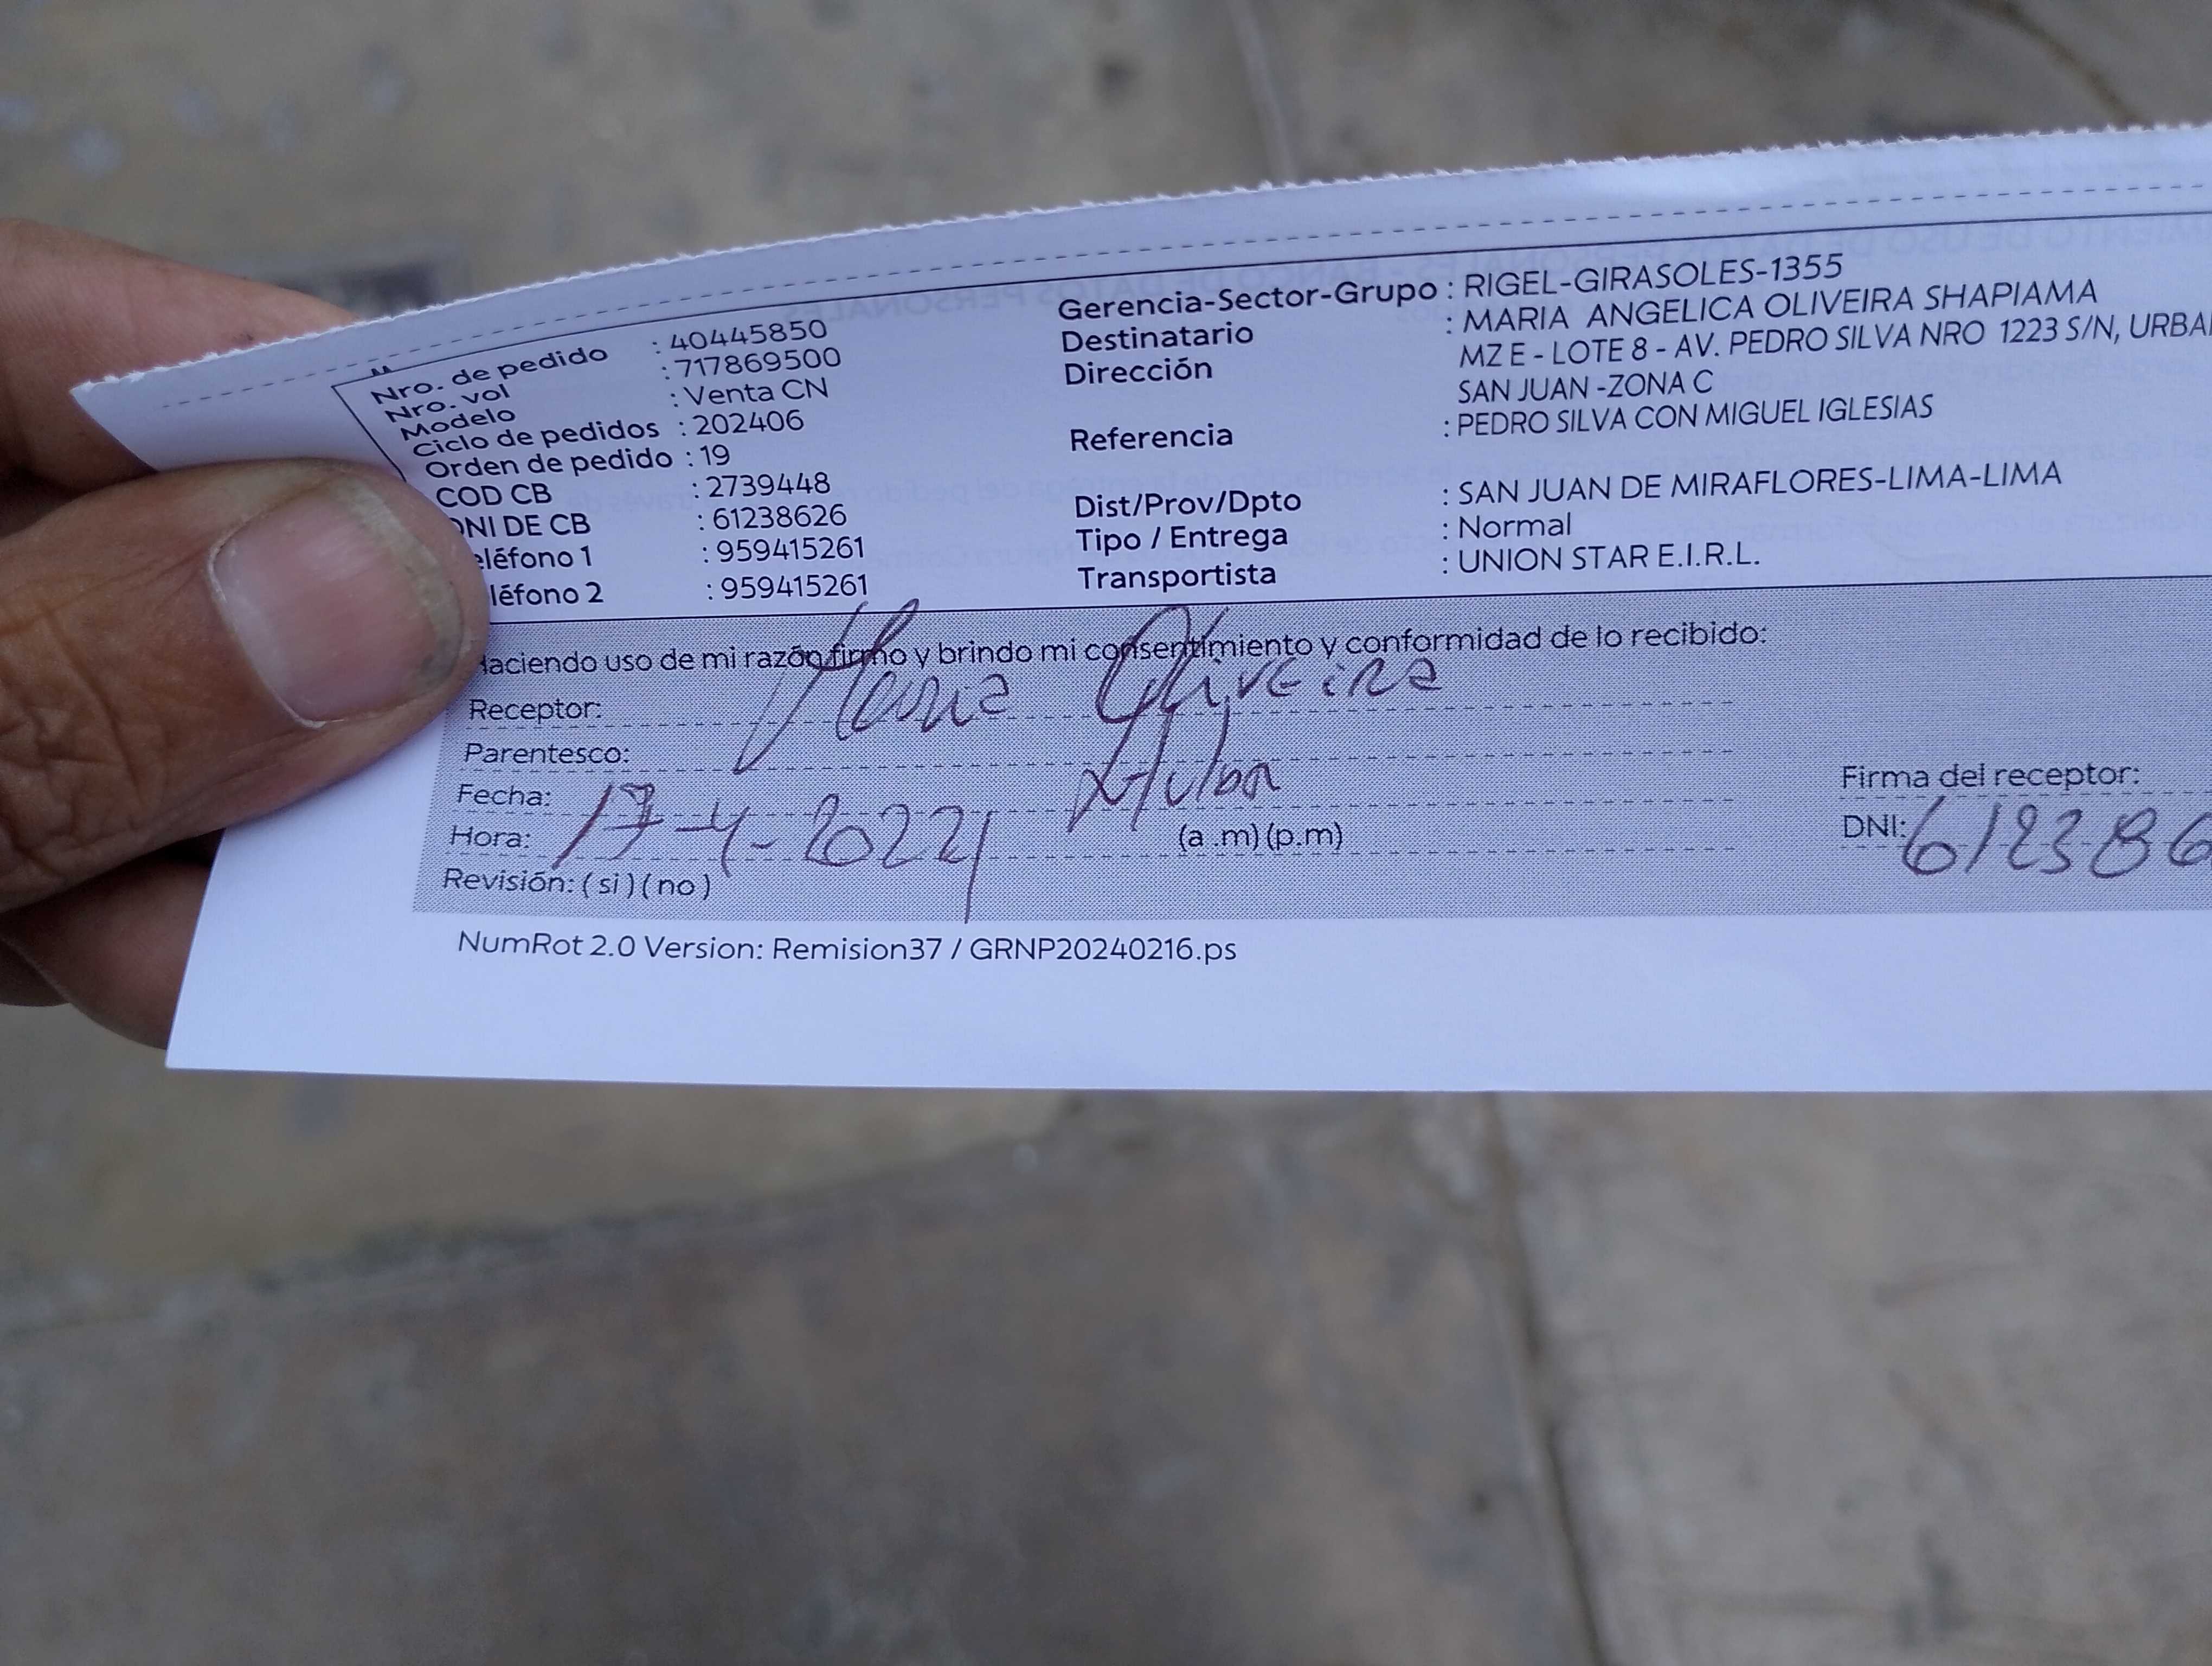 Nro. de pedido : 40445850
Nro. vol : 717869500
Modelo : Venta CN
Ciclo de pedidos : 202406
Orden de pedido : 19
COD CB : 2739448
DNI DE CB : 61238626
eléfono 1 : 959415261
léfono 2 : 959415261
Gerencia-Sector-Grupo : RIGEL-GIRASOLES-1355
Destinatario : MARIA ANGELICA OLIVEIRA SHAPIAMA
Dirección MZ E - LOTE 8 - AV. PEDRO SILVA NRO 1223 S/N, URBA
SAN JUAN -ZONA C
Referencia : PEDRO SILVA CON MIGUEL IGLESIAS
Dist/Prov/Dpto : SAN JUAN DE MIRAFLORES-LIMA-LIMA
Tipo / Entrega : Normal
Transportista : UNION STAR E.I.R.L.
Haciendo uso de mi razón firmo y brindo mi consentimiento y conformidad de lo recibido:
Receptor: Maria Oliveira
Parentesco: Titular
Fecha: 17-4-2024
Hora: (a .m) (p.m)
Revisión: ( si ) ( no )
Firma del receptor:
DNI: 612386
NumRot 2.0 Version: Remision37 / GRNP20240216.ps